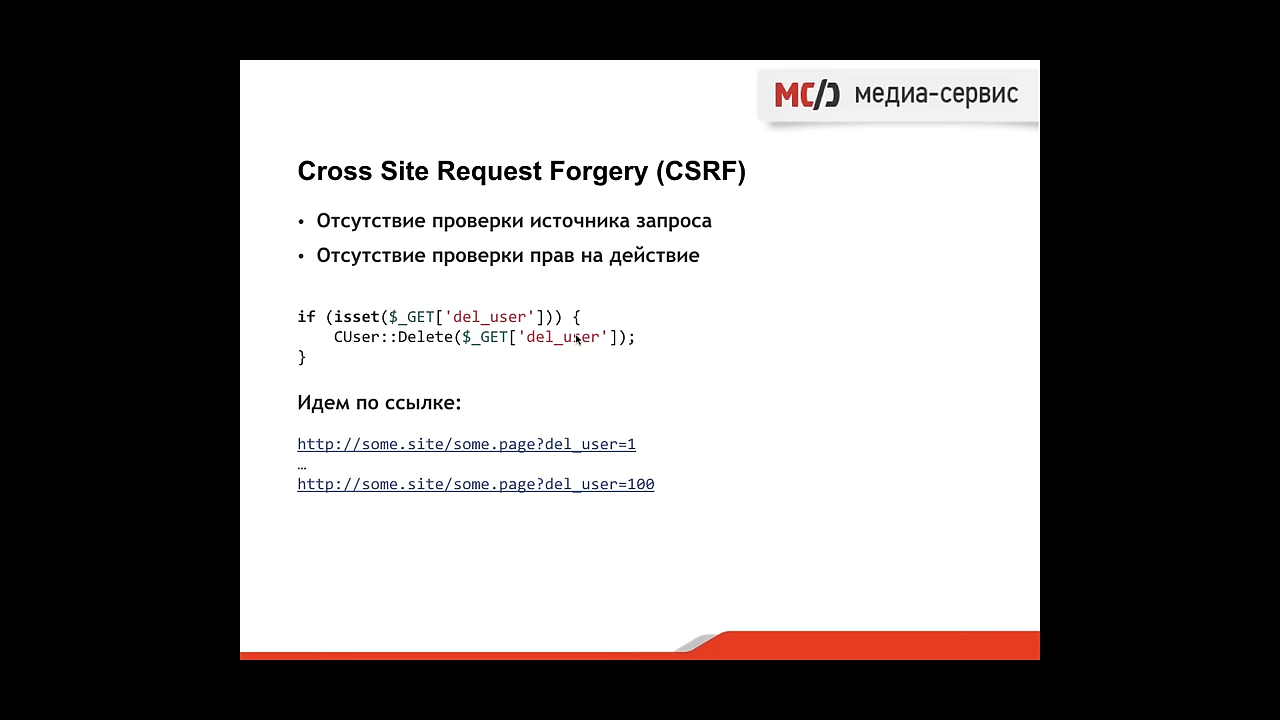 МС/Ɔ медиа-сервис
Cross Site Request Forgery (CSRF)
• Отсутствие проверки источника запроса
• Отсутствие проверки прав на действие
if (isset($_GET['del_user'])) {
    CUser::Delete($_GET['del_user']);
}
Идем по ссылке:
http://some.site/some.page?del_user=1
…
http://some.site/some.page?del_user=100